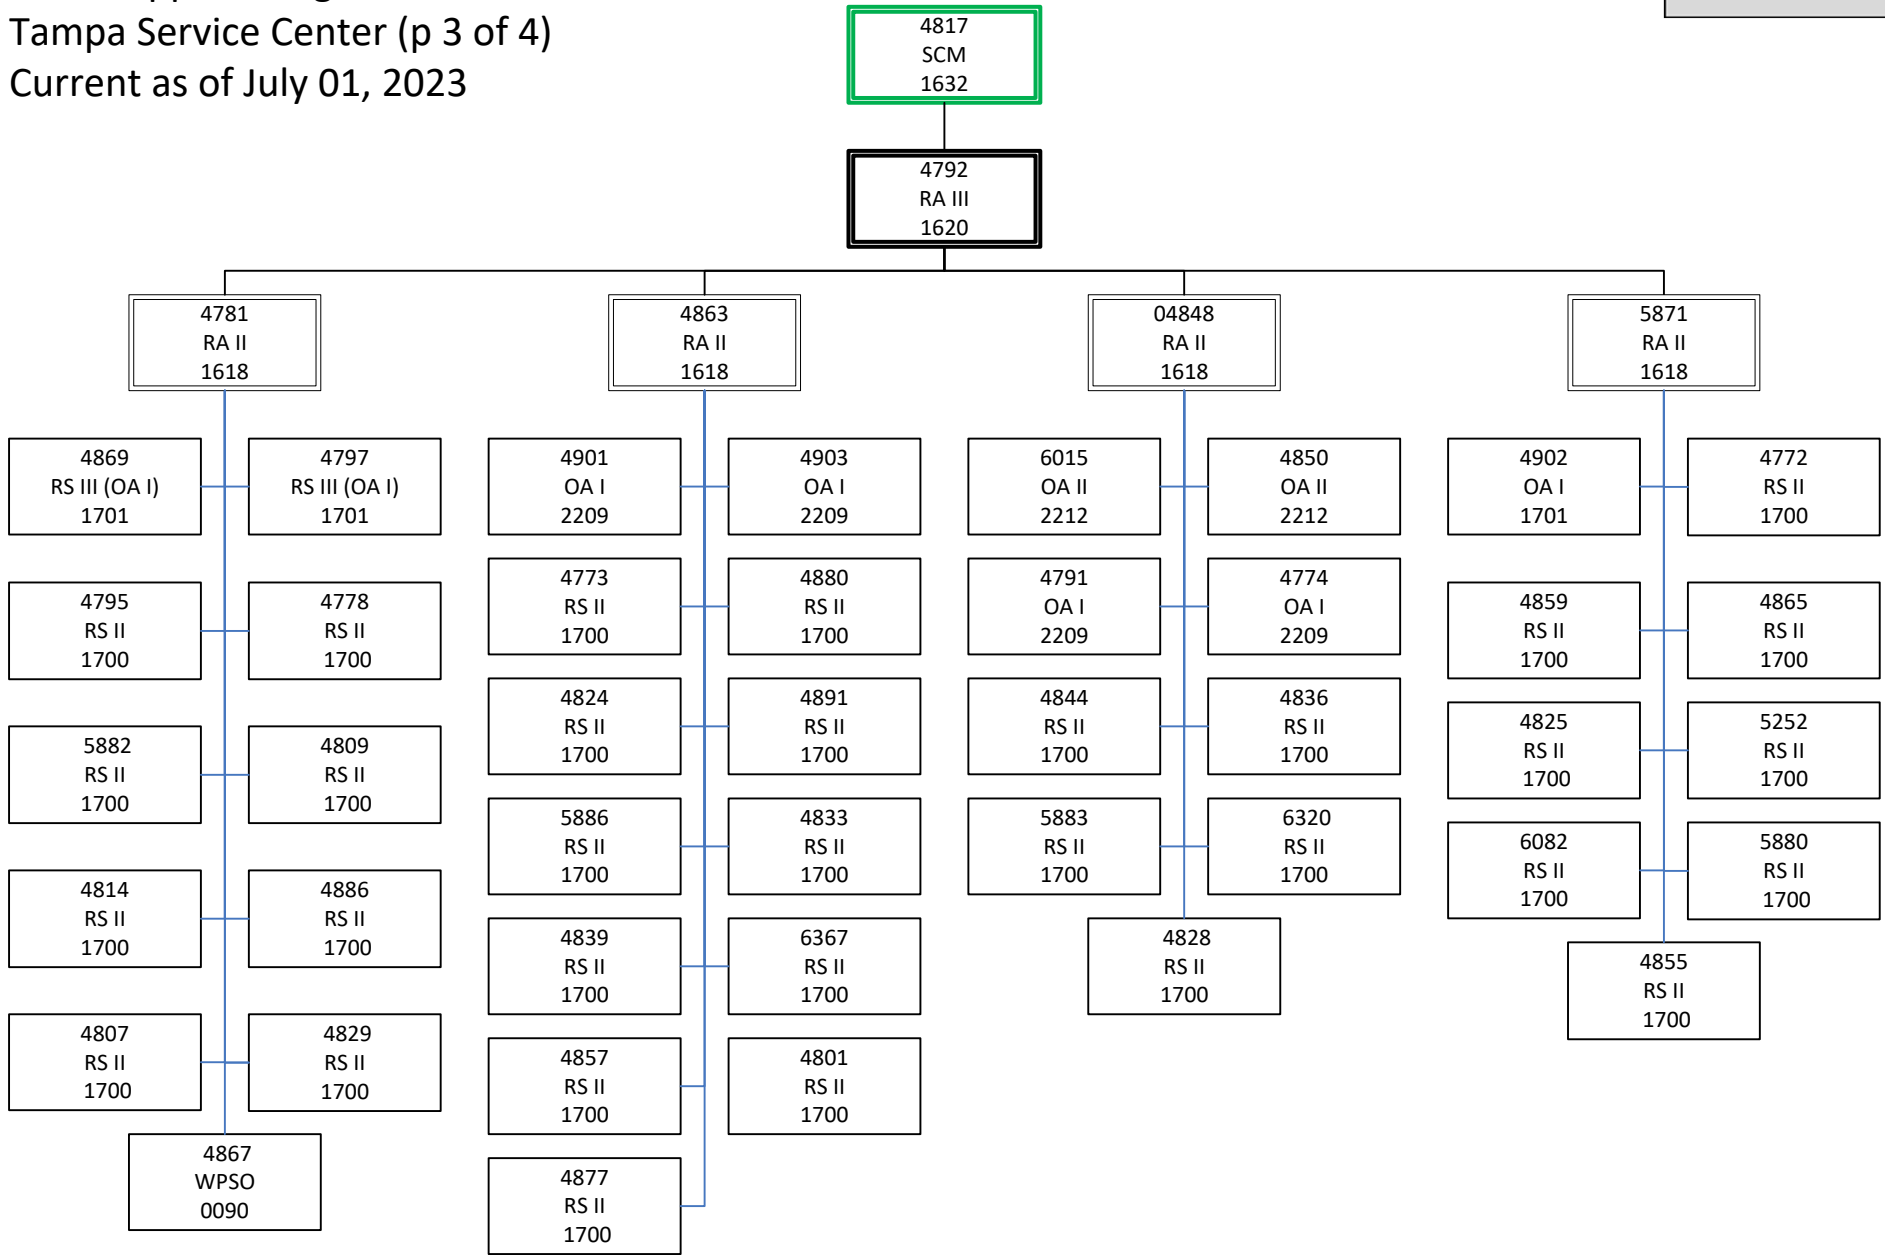 Tampa Service Center (p 3 of 4)
Current as of July 01, 2023
4817
SCM
1632
4792
RA III
1620
4781
RA II
1618
4863
RA II
1618
04848
RA II
1618
5871
RA II
1618
4869
RS III (OA I)
1701
4797
RS III (OA I)
1701
4795
RS II
1700
4778
RS II
1700
5882
RS II
1700
4809
RS II
1700
4814
RS II
1700
4886
RS II
1700
4807
RS II
1700
4829
RS II
1700
4867
WPSO
0090
4901
OA I
2209
4903
OA I
2209
4773
RS II
1700
4880
RS II
1700
4824
RS II
1700
4891
RS II
1700
5886
RS II
1700
4833
RS II
1700
4839
RS II
1700
6367
RS II
1700
4857
RS II
1700
4801
RS II
1700
4877
RS II
1700
6015
OA II
2212
4850
OA II
2212
4791
OA I
2209
4774
OA I
2209
4844
RS II
1700
4836
RS II
1700
5883
RS II
1700
6320
RS II
1700
4828
RS II
1700
4902
OA I
1701
4772
RS II
1700
4859
RS II
1700
4865
RS II
1700
4825
RS II
1700
5252
RS II
1700
6082
RS II
1700
5880
RS II
1700
4855
RS II
1700